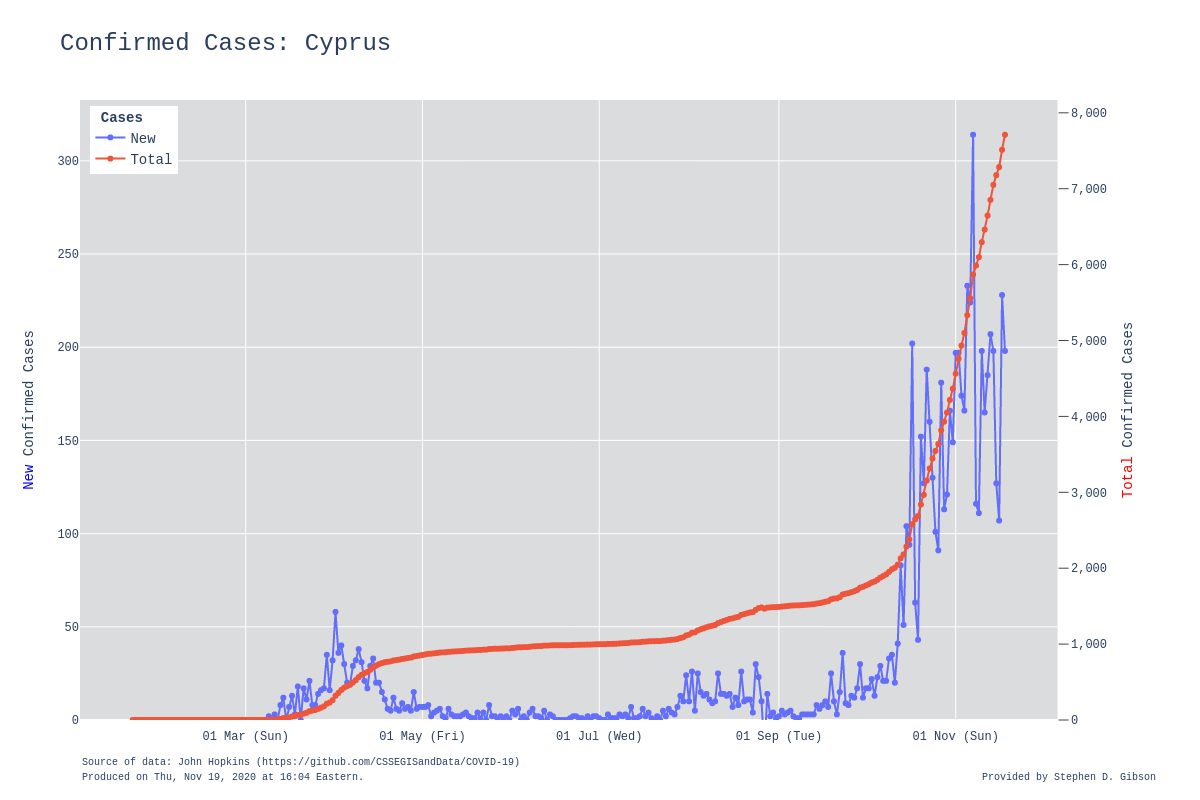 Confirmed Cases: Cyprus
Cases
New
Total
300
250
200
150
100
50
0
8,000
7,000
6,000
5,000
4,000
3,000
2,000
1,000
0
New Confirmed Cases
Total Confirmed Cases
01 Mar (Sun)
01 May (Fri)
01 Jul (Wed)
01 Sep (Tue)
01 Nov (Sun)
Source of data: John Hopkins (https://github.com/CSSEGISandData/COVID-19)
Produced on Thu, Nov 19, 2020 at 16:04 Eastern.
Provided by Stephen D. Gibson